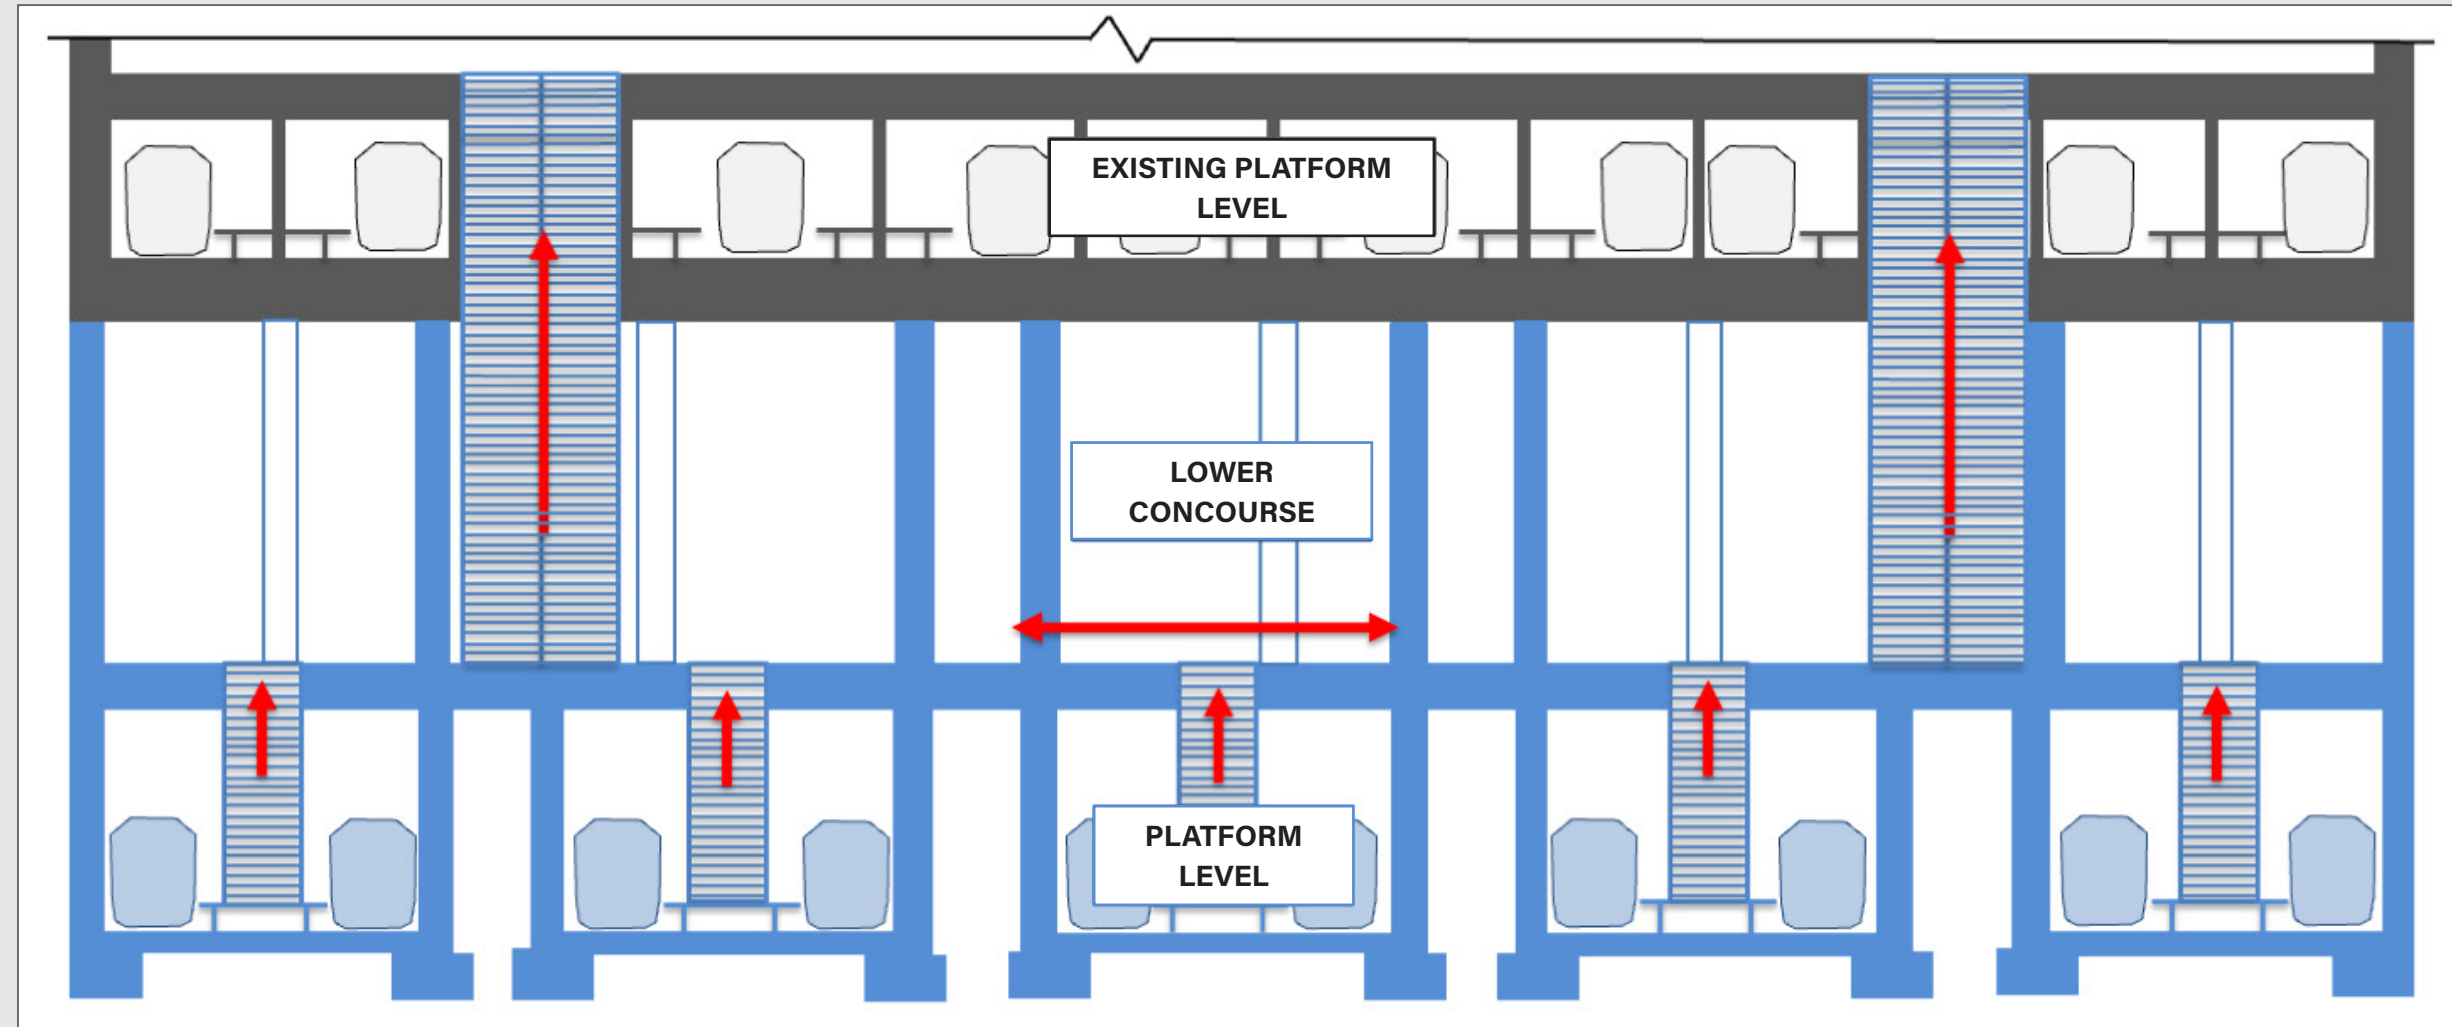 EXISTING PLATFORM
LEVEL
LOWER
CONCOURSE
PLATFORM
LEVEL